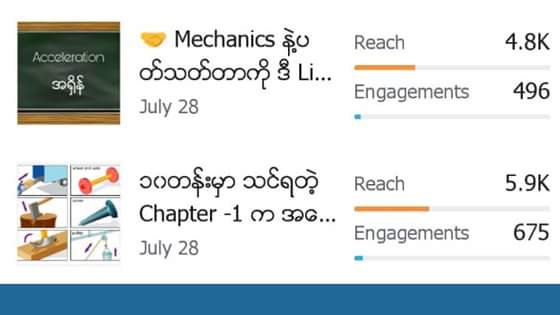 Acceleration
အရှိန်
🤝 Mechanics နဲ့ပ
တ်သတ်တာကို ဒီ Li...
July 28
Reach 4.8K
Engagements 496
၁၀တန်းမှာ သင်ရတဲ့
Chapter -1 က အခ...
July 28
Reach 5.9K
Engagements 675